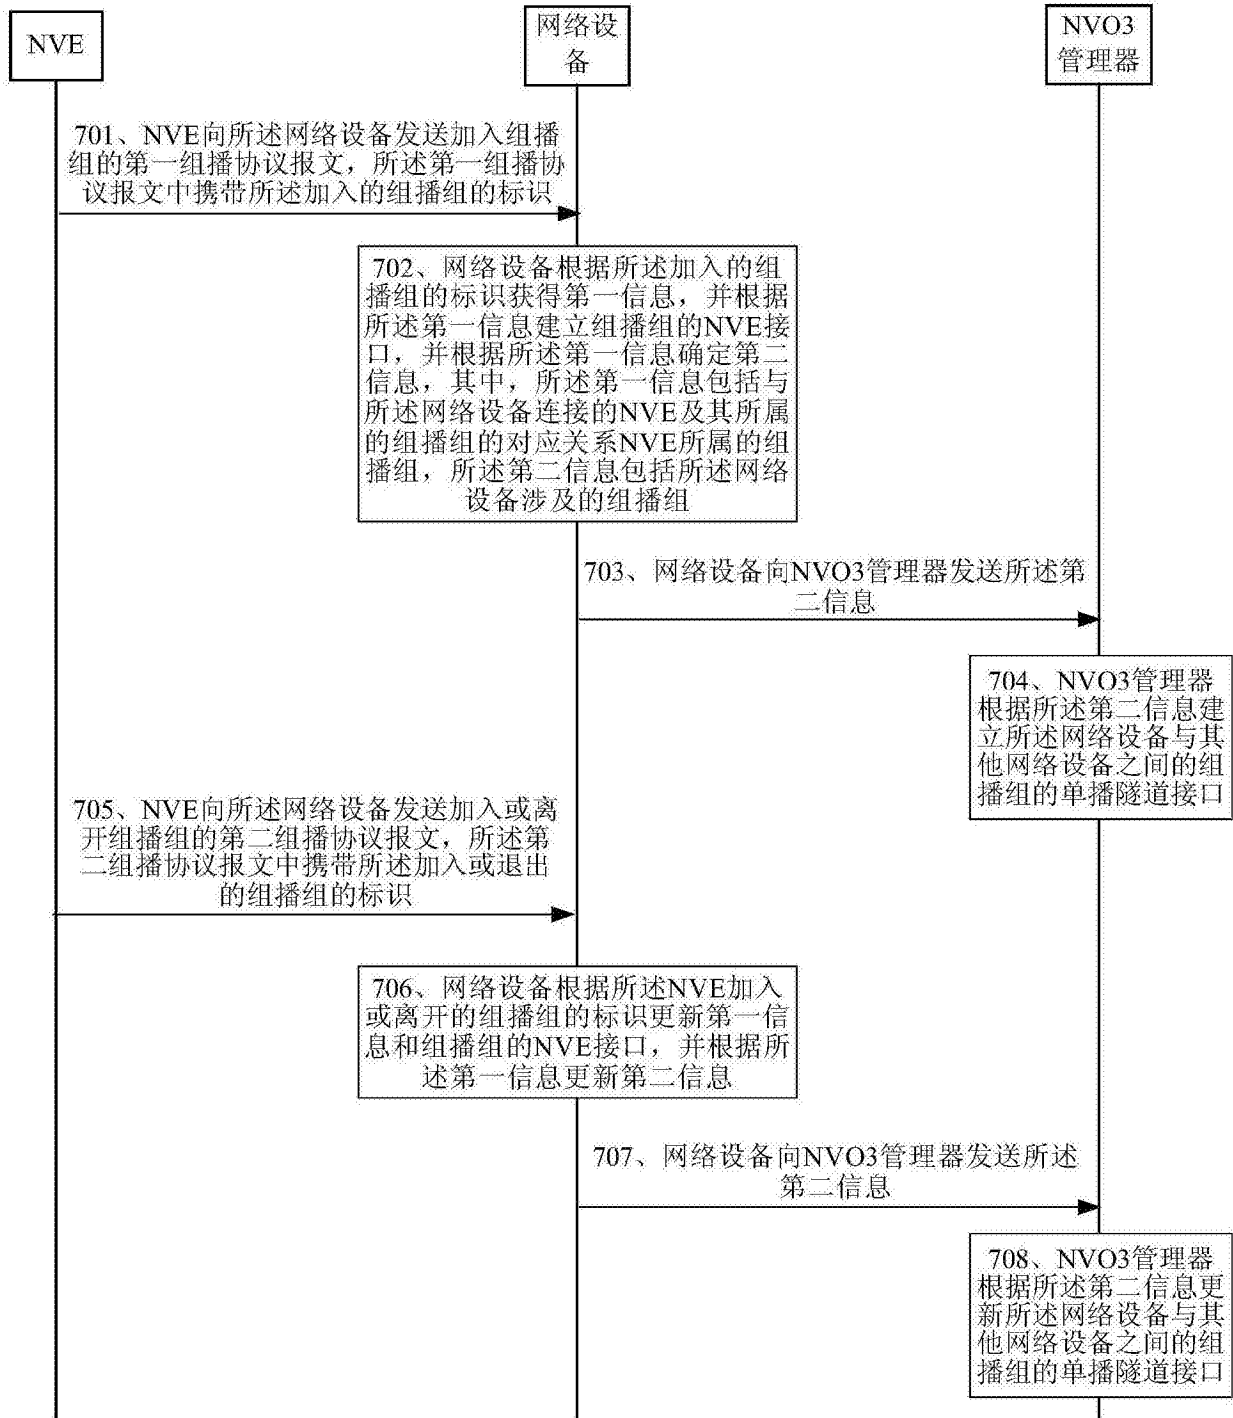 NVE
网络设
备
NVO3
管理器
701、NVE向所述网络设备发送加入组播
组的第一组播协议报文，所述第一组播协
议报文中携带所述加入的组播组的标识
702、网络设备根据所述加入的组
播组的标识获得第一信息，并根据
所述第一信息建立组播组的NVE接
口，并根据所述第一信息确定第二
信息，其中，所述第一信息包括与
所述网络设备连接的NVE及其所属
的组播组的对应关系NVE所属的组
播组，所述第二信息包括所述网络
设备涉及的组播组
703、网络设备向NVO3管理器发送所述第
二信息
704、NVO3管理器
根据所述第二信息建
立所述网络设备与其
他网络设备之间的组
播组的单播隧道接口
705、NVE向所述网络设备发送加入或离
开组播组的第二组播协议报文，所述第
二组播协议报文中携带所述加入或退出
的组播组的标识
706、网络设备根据所述NVE加入
或离开的组播组的标识更新第一信
息和组播组的NVE接口，并根据所
述第一信息更新第二信息
707、网络设备向NVO3管理器发送所述
第二信息
708、NVO3管理器
根据所述第二信息更
新所述网络设备与其
他网络设备之间的组
播组的单播隧道接口